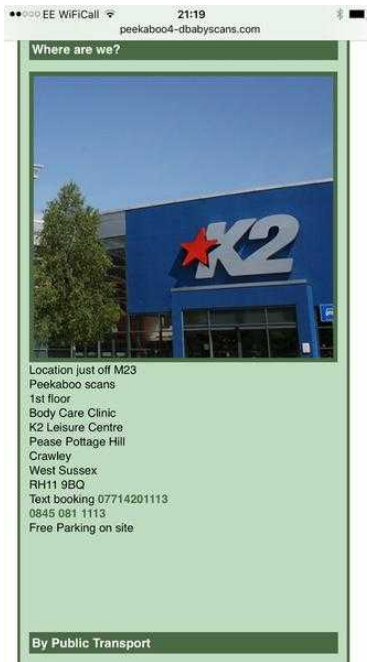 EE WiFiCall 21:19
peekaboo4-dbabyscans.com
Where are we?
K2
Location just off M23
Peekaboo scans
1st floor
Body Care Clinic
K2 Leisure Centre
Pease Pottage Hill
Crawley
West Sussex
RH11 9BQ
Text booking 07714201113
0845 081 1113
Free Parking on site
By Public Transport